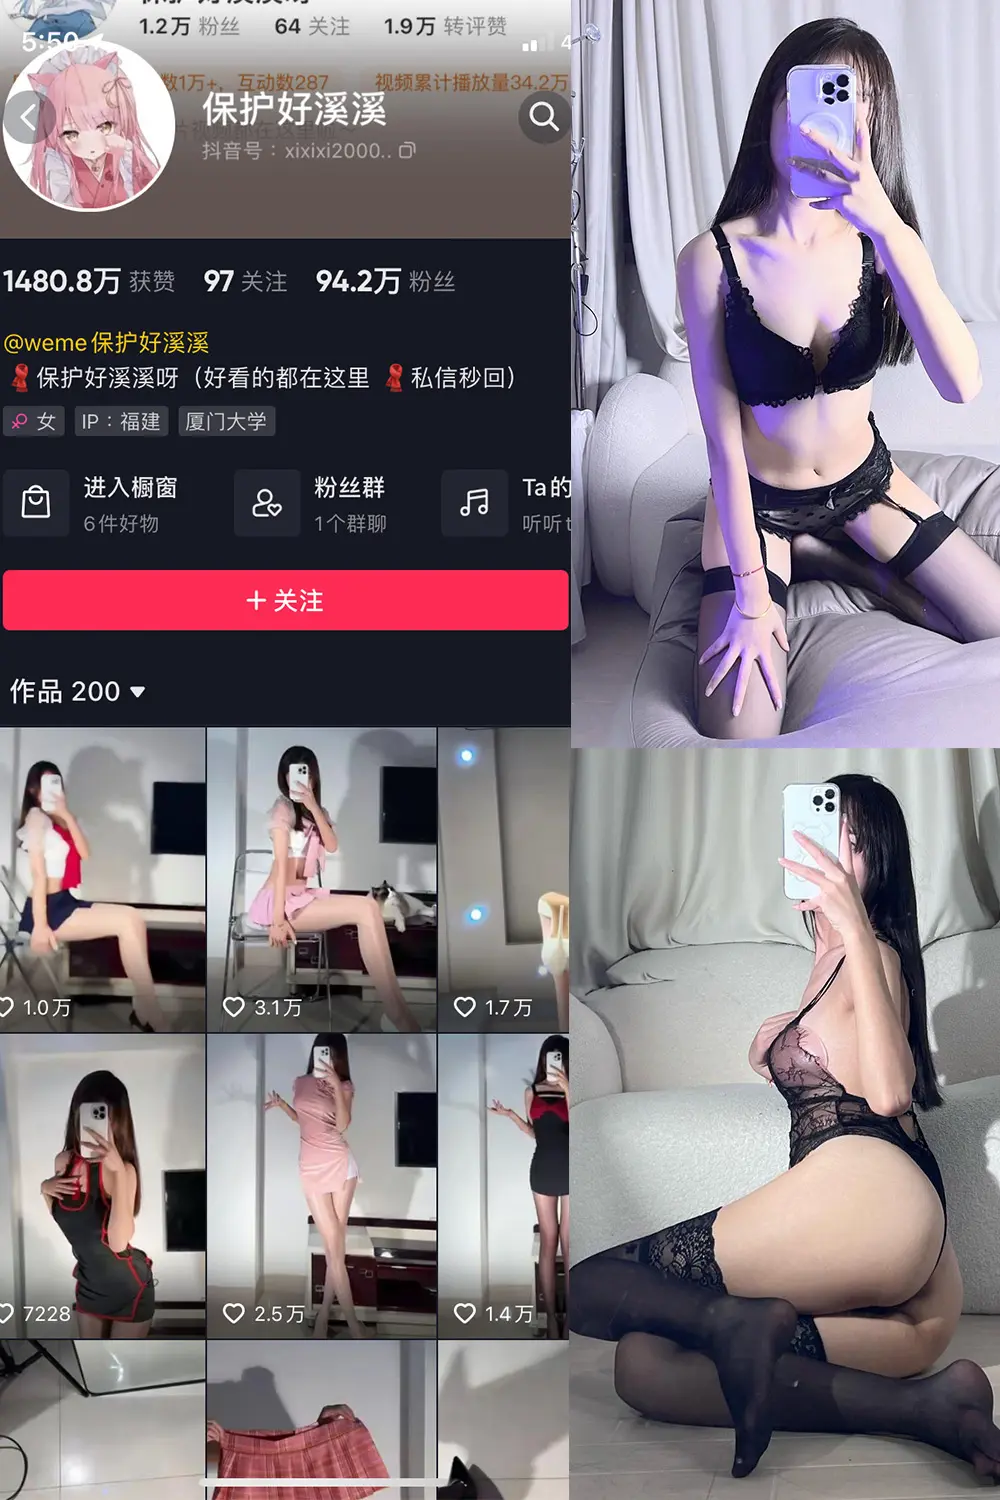 1.2万 粉丝 64 关注 1.9万 转评赞
5:50
数1万+，互动数287 视频累计播放量34.2万
保护好溪溪
抖音号：xixixi2000..
1480.8万 获赞 97 关注 94.2万 粉丝
@weme保护好溪溪
保护好溪溪呀（好看的都在这里 私信秒回）
女 IP：福建 厦门大学
进入橱窗 粉丝群 Ta的
6件好物 1个群聊 听听t
+ 关注
作品 200
1.0万 3.1万 1.7万
7228 2.5万 1.4万